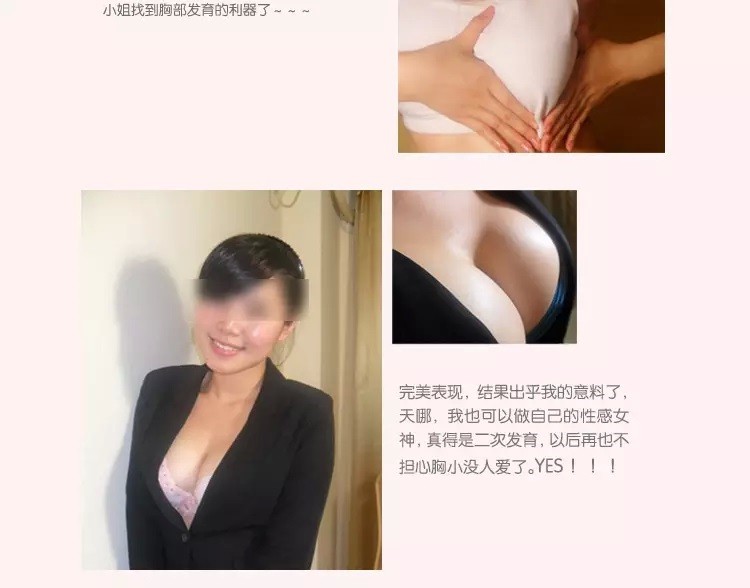 小姐找到胸部发育的利器了~~~
完美表现，结果出乎我的意料了，
天哪，我也可以做自己的性感女
神，真得是二次发育，以后再也不
担心胸小没人爱了。YES！！！